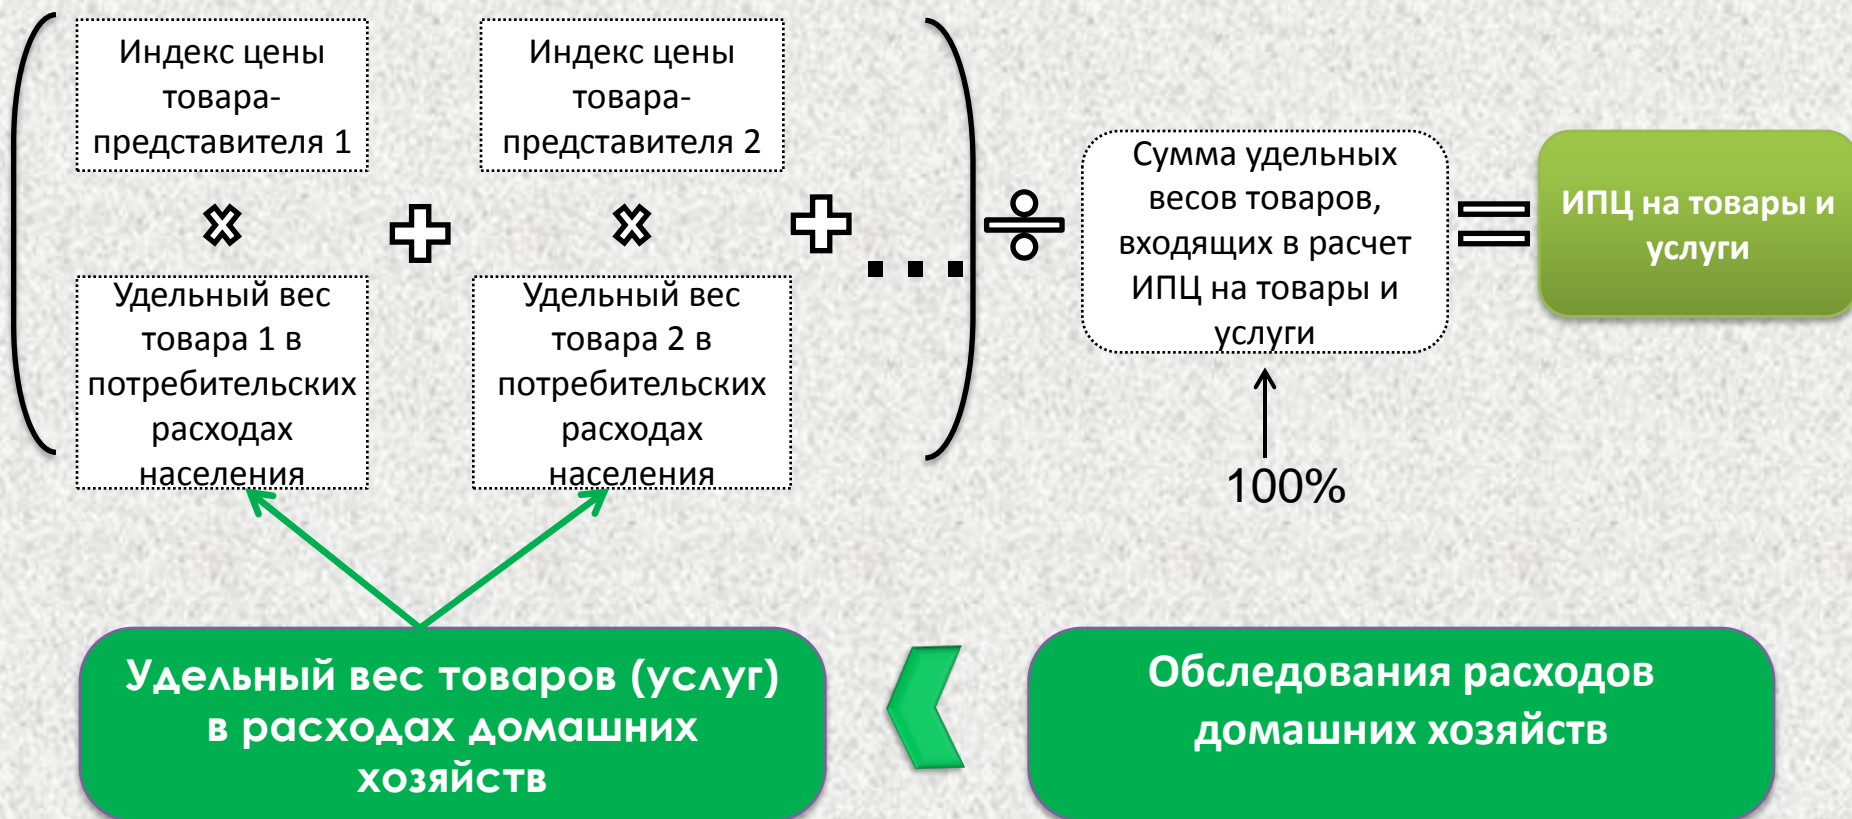 Индекс цены
товара-
представителя 1
Индекс цены
товара-
представителя 2
Удельный вес
товара 1 в
потребительских
расходах
населения
Удельный вес
товара 2 в
потребительских
расходах
населения
...
Сумма удельных
весов товаров,
входящих в расчет
ИПЦ на товары и
услуги
100%
ИПЦ на товары и
услуги
Удельный вес товаров (услуг)
в расходах домашних
хозяйств
Обследования расходов
домашних хозяйств